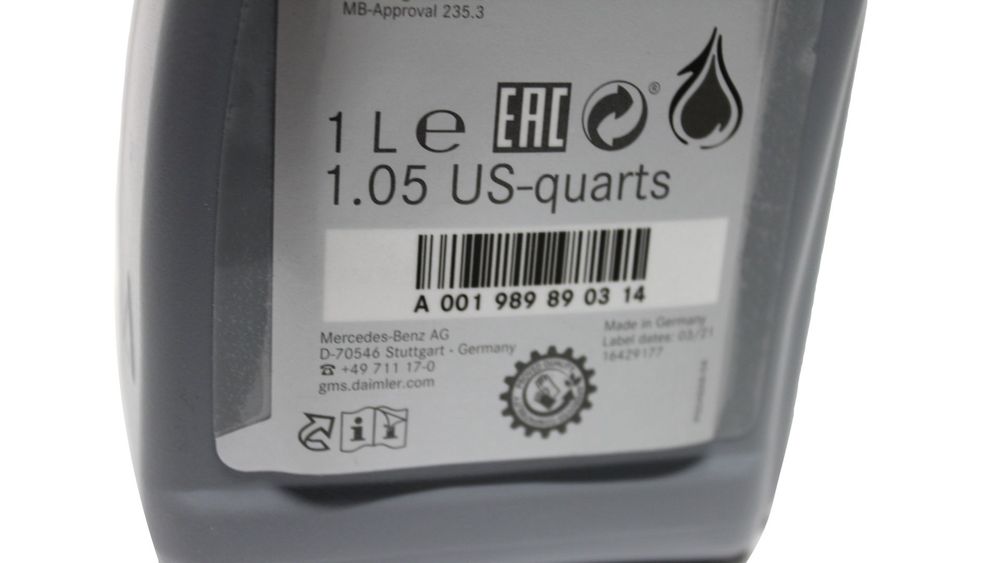 MB-Approval 235.3
1 L e EAC ®
1.05 US-quarts
A 001 989 89 03 14
Mercedes-Benz AG
D-70546 Stuttgart - Germany
☎ +49 711 17-0
gms.daimler.com
Made in Germany
Label dates: 03/21
16429177